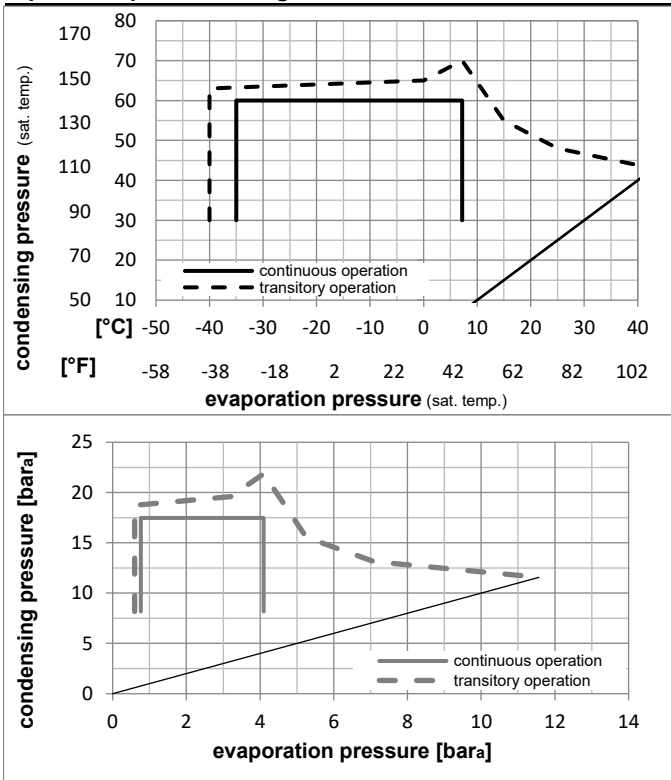 170 80
70
150 60
130 50
110 40
90 30
70 20
50 10
condensing pressure (sat. temp.)
continuous operation
transitory operation
[°C] -50 -40 -30 -20 -10 0 10 20 30 40
[°F] -58 -38 -18 2 22 42 62 82 102
evaporation pressure (sat. temp.)
25
20
15
10
5
0
condensing pressure [bara]
continuous operation
transitory operation
0 2 4 6 8 10 12 14
evaporation pressure [bara]